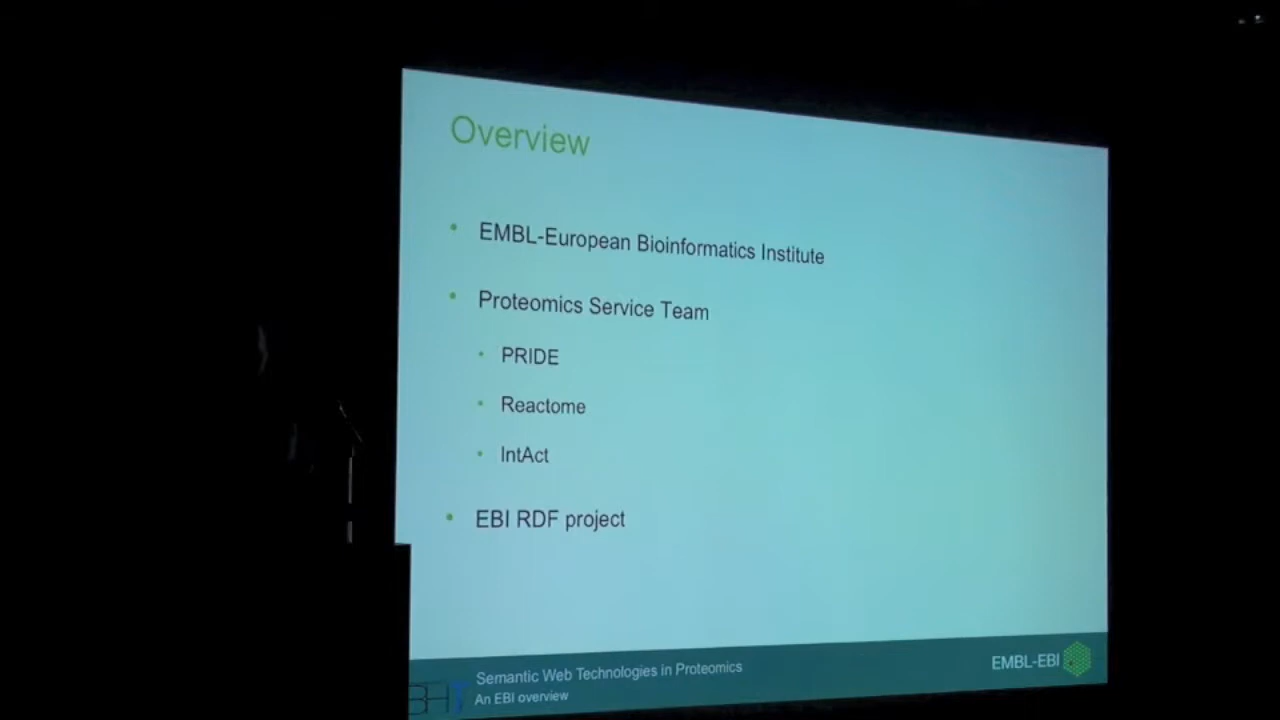 Overview
EMBL-European Bioinformatics Institute
Proteomics Service Team
PRIDE
Reactome
IntAct
EBI RDF project
Semantic Web Technologies in Proteomics
An EBI overview
EMBL-EBI